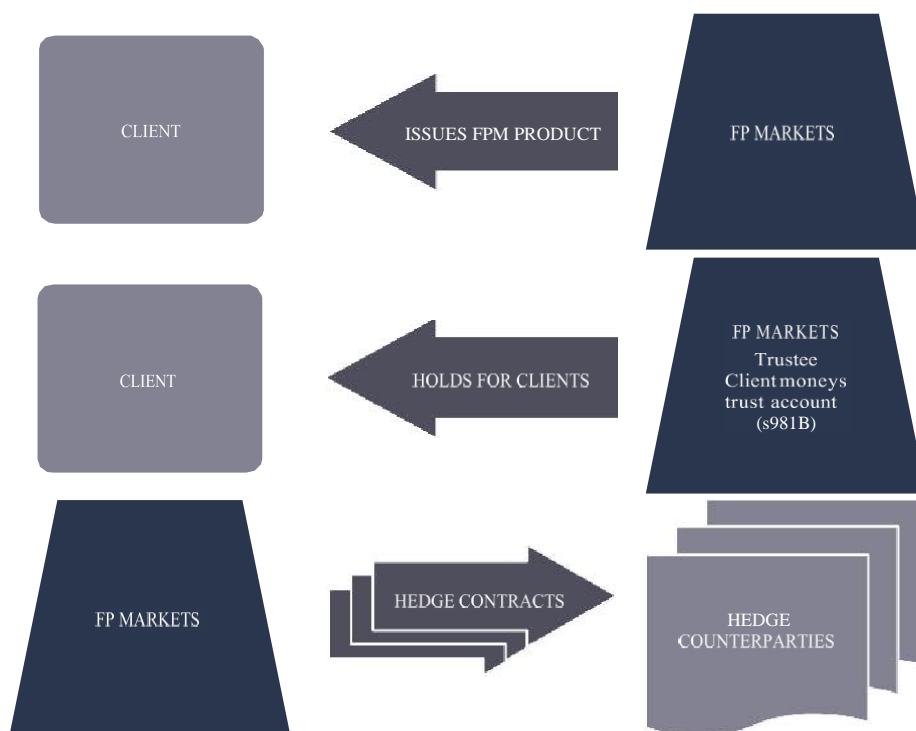 CLIENT
ISSUES FPM PRODUCT
FP MARKETS
CLIENT
HOLDS FOR CLIENTS
FP MARKETS
Trustee
Client moneys
trust account
(s981B)
FP MARKETS
HEDGE CONTRACTS
HEDGE
COUNTERPARTIES